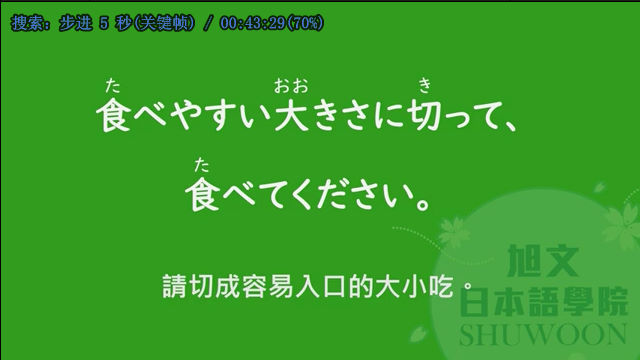 搜索: 步进 5 秒(关键帧) / 00:43:29(70%)
た おお き
食べやすい大きさに切って、
た
食べてください。
請切成容易入口的大小吃。
旭文
日本語學院
SHUWOON